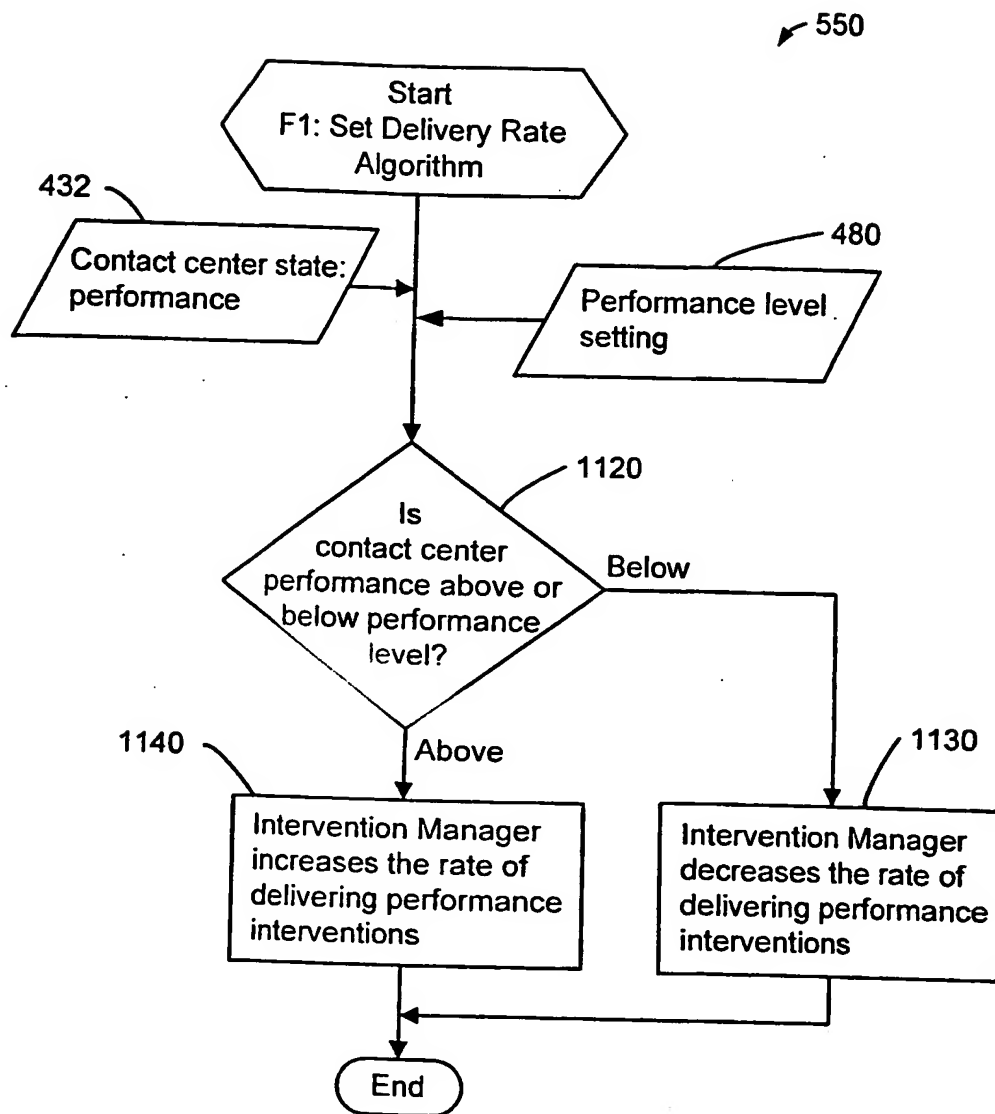 550
Start
F1: Set Delivery Rate
Algorithm
432
Contact center state:
performance
480
Performance level
setting
1120
Is
contact center
performance above or
below performance
level?
Below
Above
1140
Intervention Manager
increases the rate of
delivering performance
interventions
1130
Intervention Manager
decreases the rate of
delivering performance
interventions
End